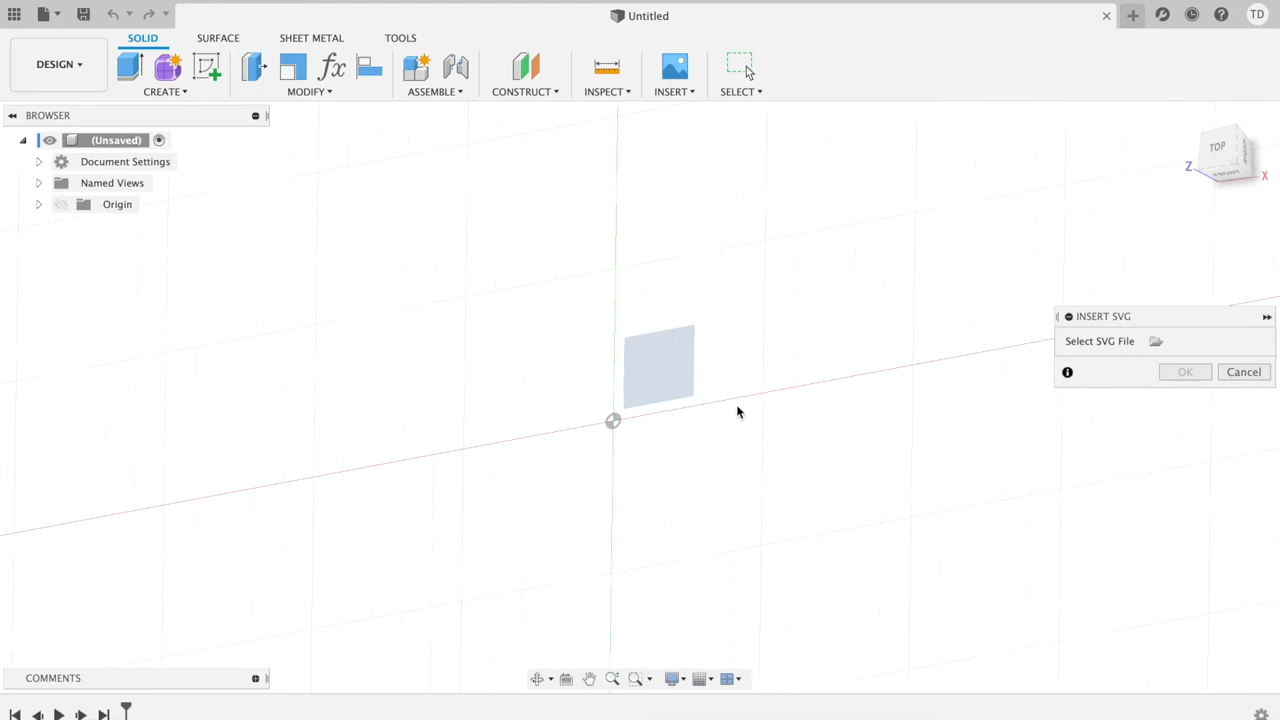 Untitled
TD
SOLID
SURFACE
SHEET METAL
TOOLS
DESIGN
CREATE
MODIFY
ASSEMBLE
CONSTRUCT
INSPECT
INSERT
SELECT
BROWSER
(Unsaved)
Document Settings
Named Views
Origin
TOP
FRONT
Z
X
INSERT SVG
Select SVG File
OK
Cancel
COMMENTS